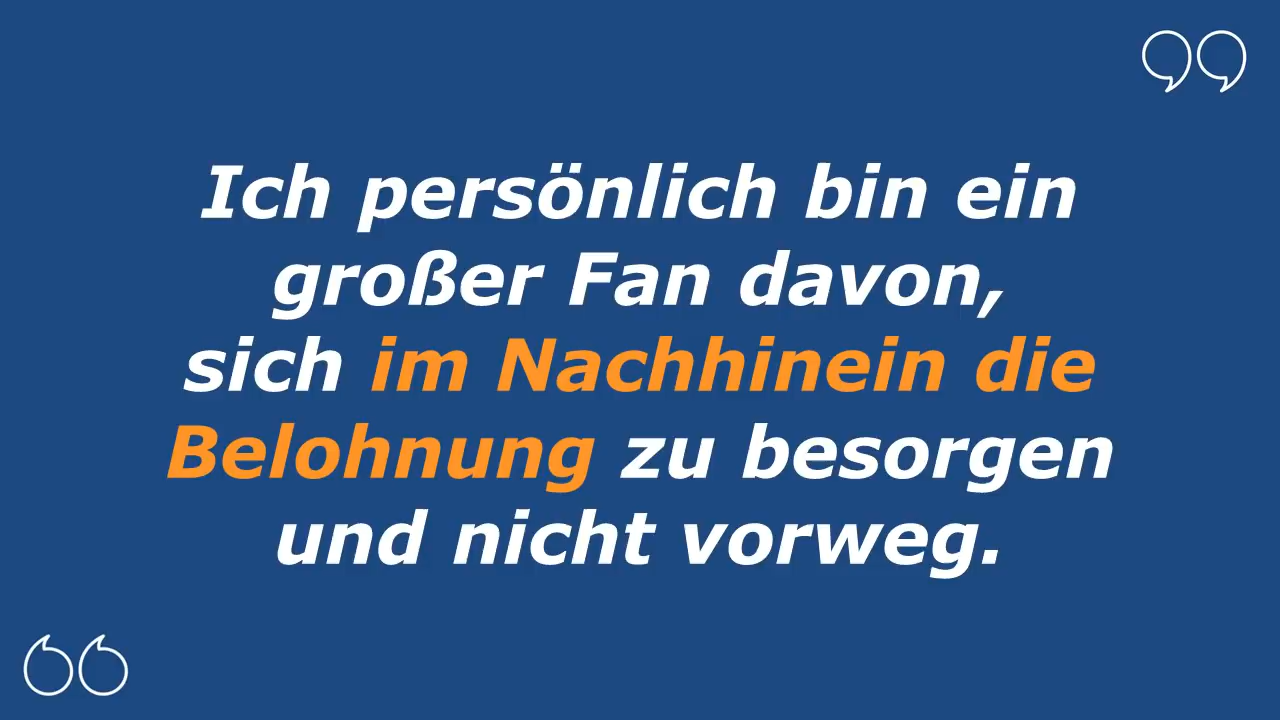 Ich persönlich bin ein
großer Fan davon,
sich im Nachhinein die
Belohnung zu besorgen
und nicht vorweg.